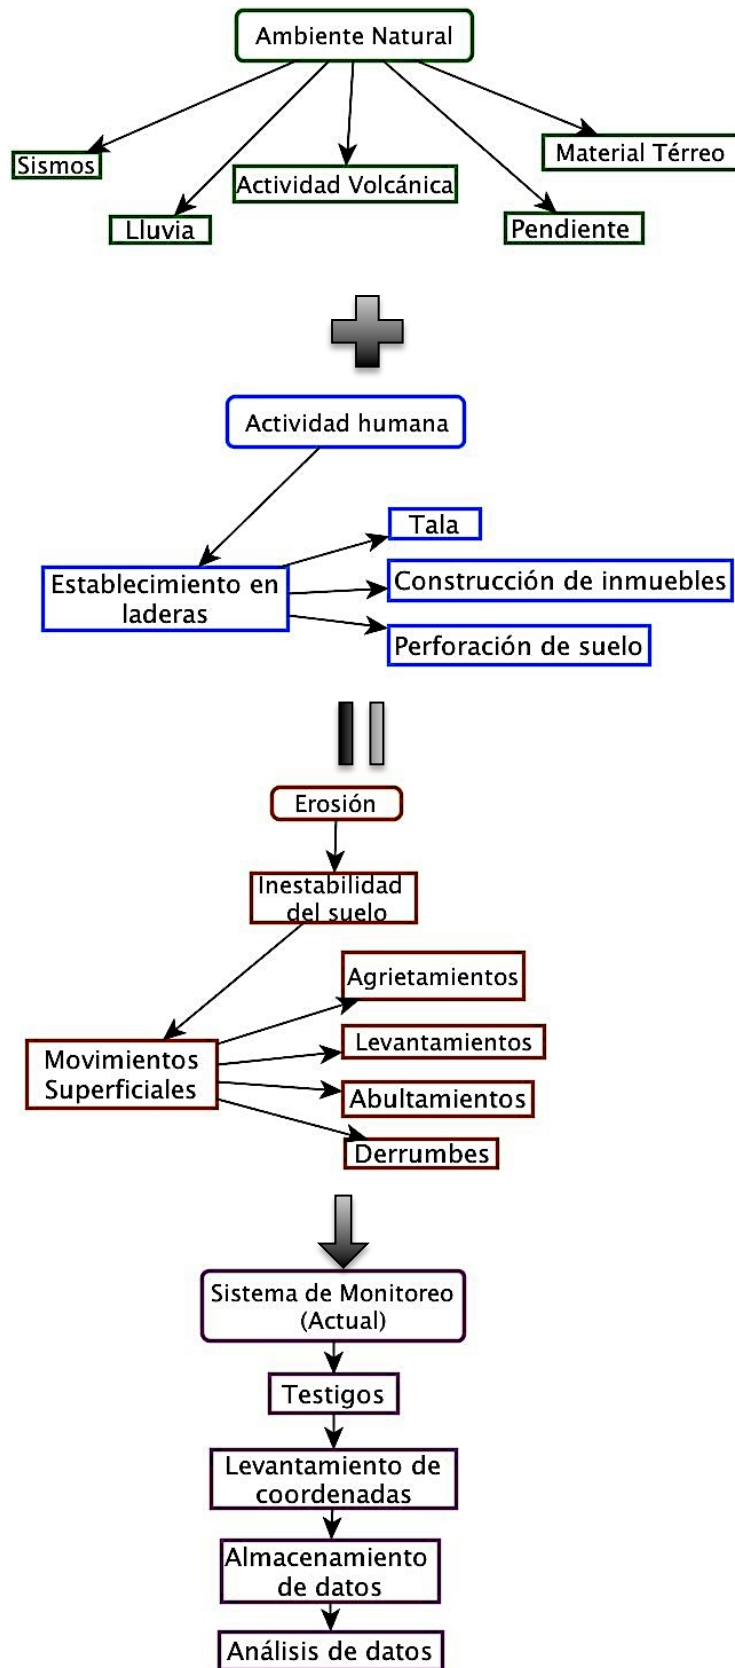 Ambiente Natural
Sismos
Lluvia
Actividad Volcánica
Pendiente
Material Térreo
Actividad humana
Establecimiento en
laderas
Tala
Construcción de inmuebles
Perforación de suelo
Erosión
Inestabilidad
del suelo
Movimientos
Superficiales
Agrietamientos
Levantamientos
Abultamientos
Derrumbes
Sistema de Monitoreo
(Actual)
Testigos
Levantamiento de
coordenadas
Almacenamiento
de datos
Análisis de datos